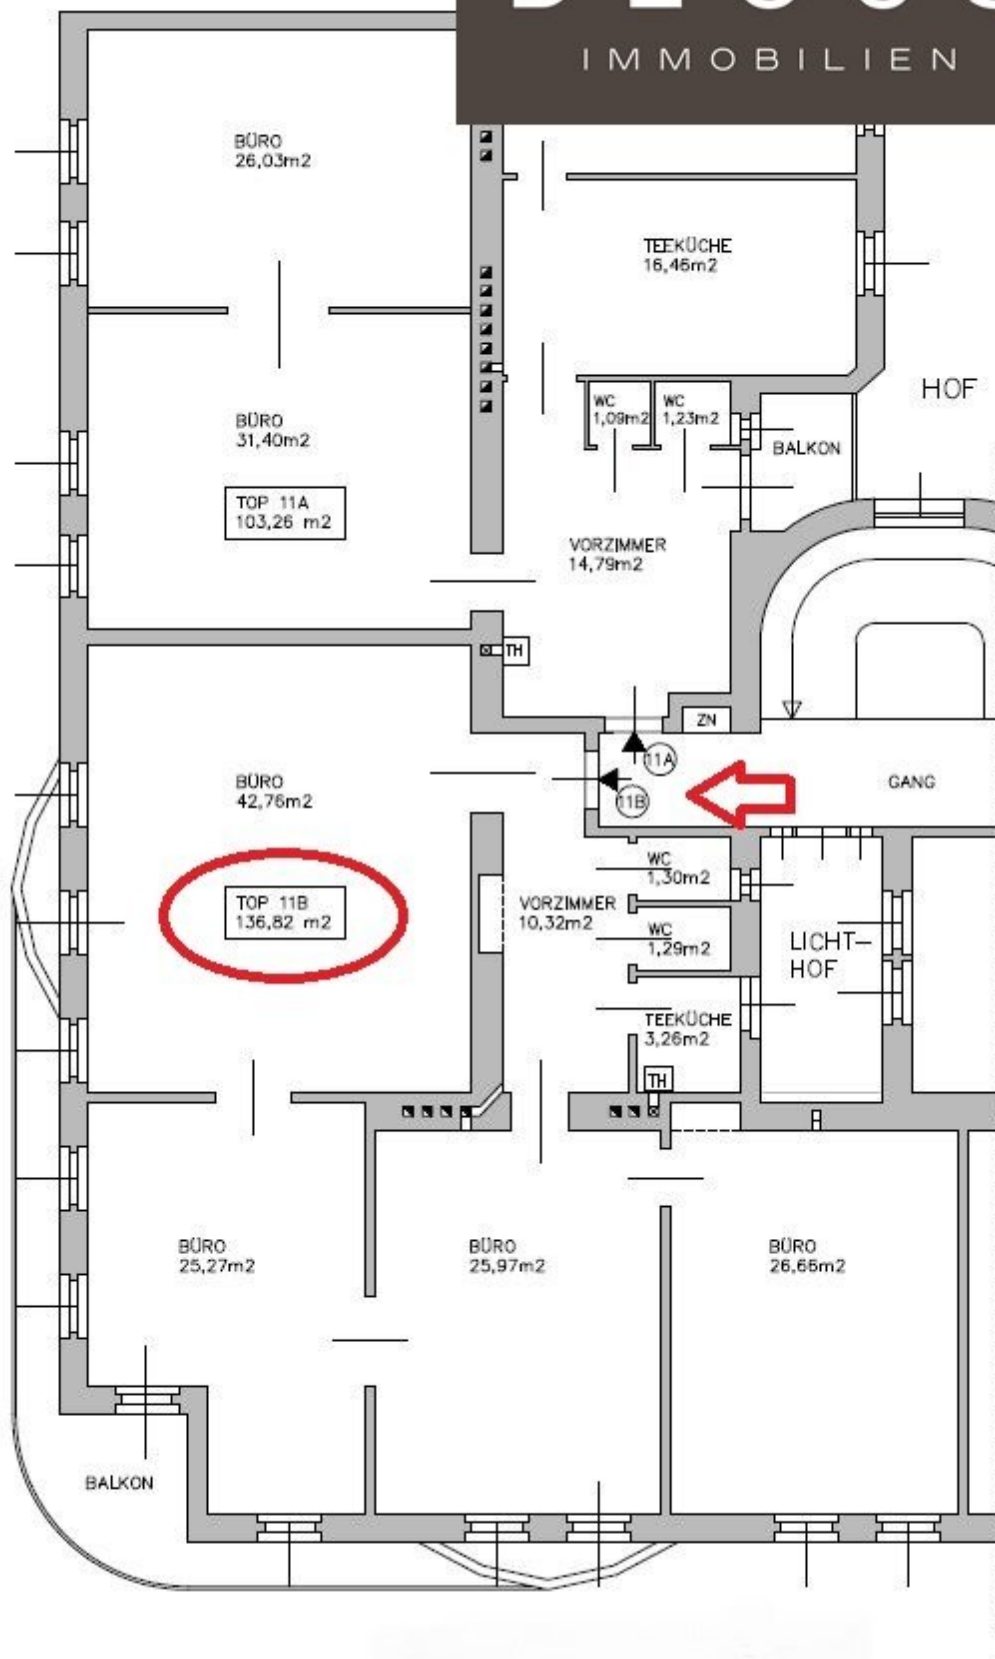 IMMOBILIEN
BÜRO
26,03m2
TEEKÜCHE
16,46m2
HOF
WC
1,09m2
WC
1,23m2
BÜRO
31,40m2
BALKON
TOP 11A
103,26 m2
VORZIMMER
14,79m2
TH
ZN
11A
11B
GANG
BÜRO
42,76m2
WC
1,30m2
TOP 11B
136,82 m2
VORZIMMER
10,32m2
WC
1,29m2
LICHT-
HOF
TEEKÜCHE
3,26m2
TH
BÜRO
25,27m2
BÜRO
25,97m2
BÜRO
26,66m2
BALKON